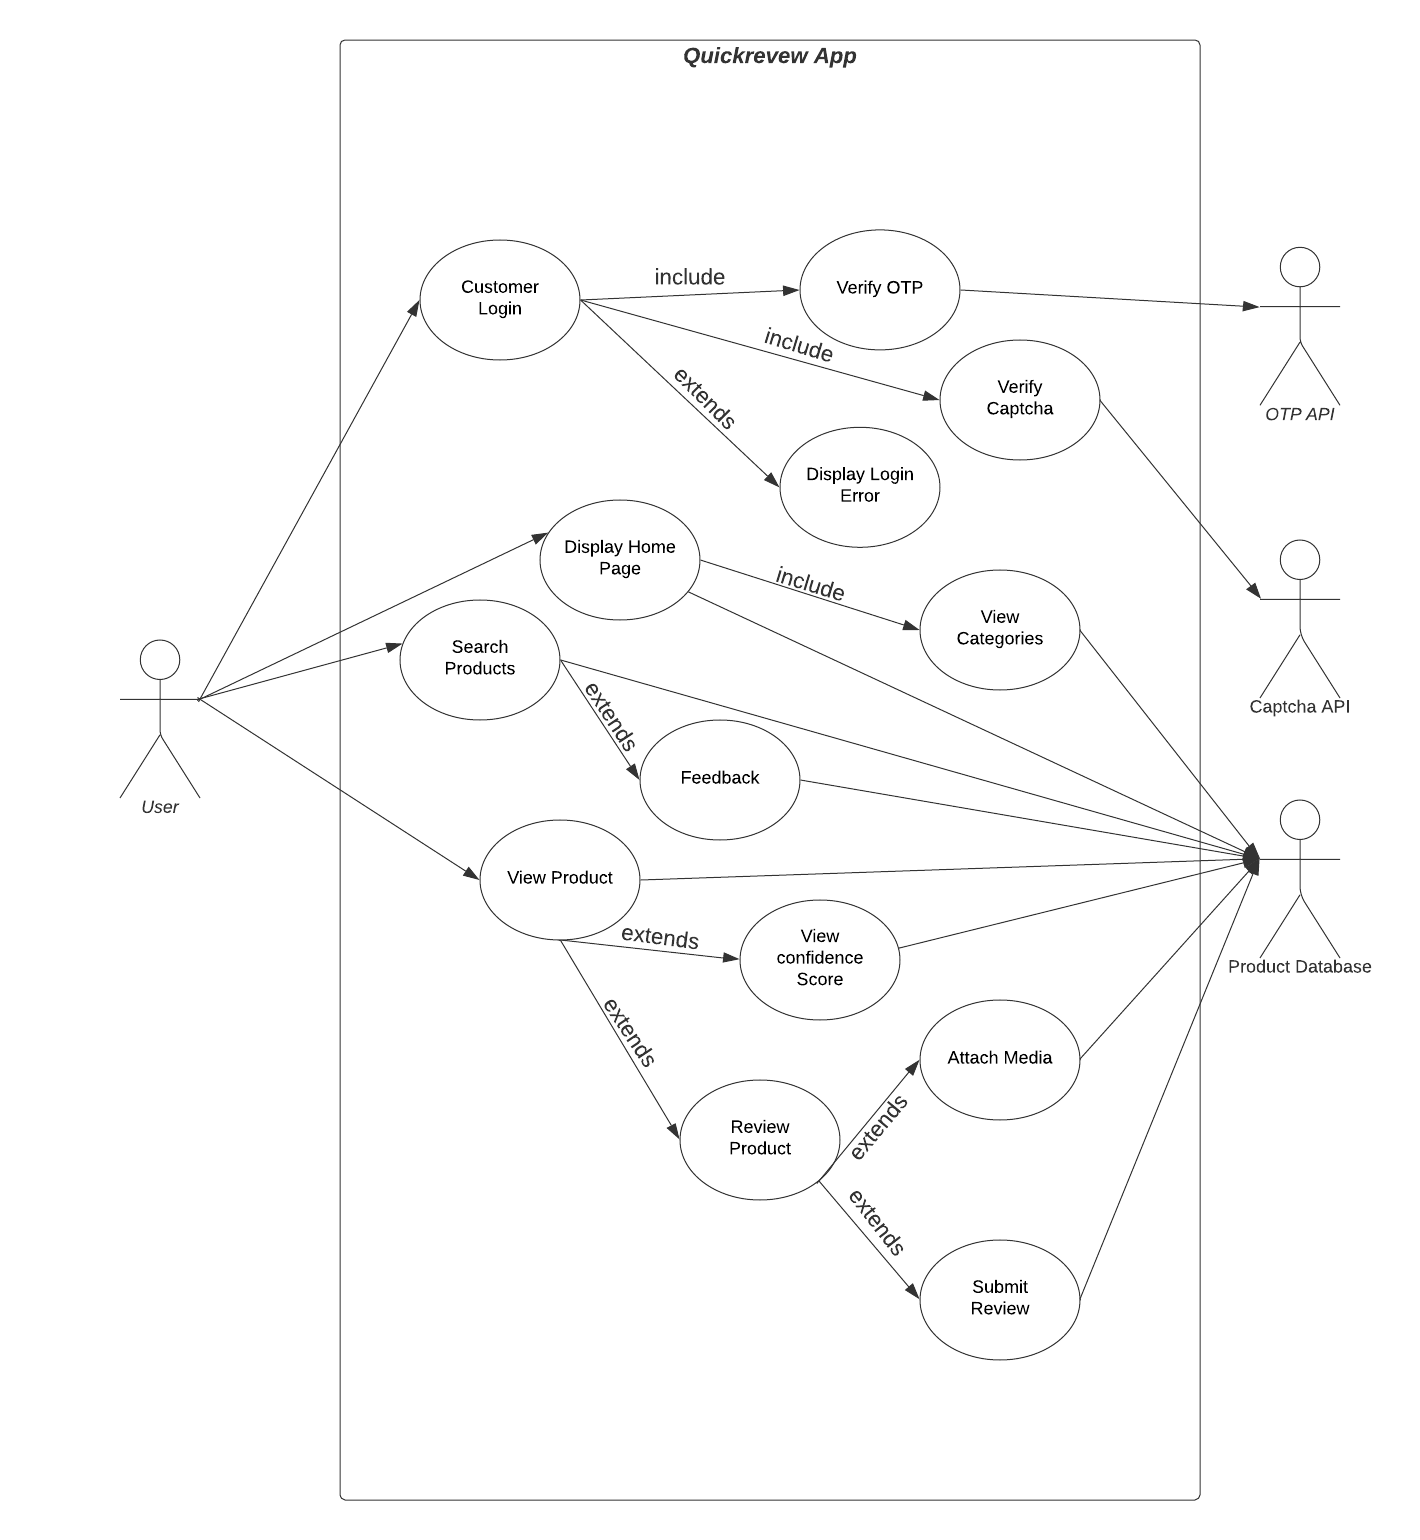 Quickrevew App
Customer
Login
include
Verify OTP
include
Verify
Captcha
extends
Display Login
Error
OTP API
Display Home
Page
include
View
Categories
Captcha API
Search
Products
extends
Feedback
User
View Product
extends
View
confidence
Score
Product Database
extends
Review
Product
extends
Attach Media
extends
Submit
Review